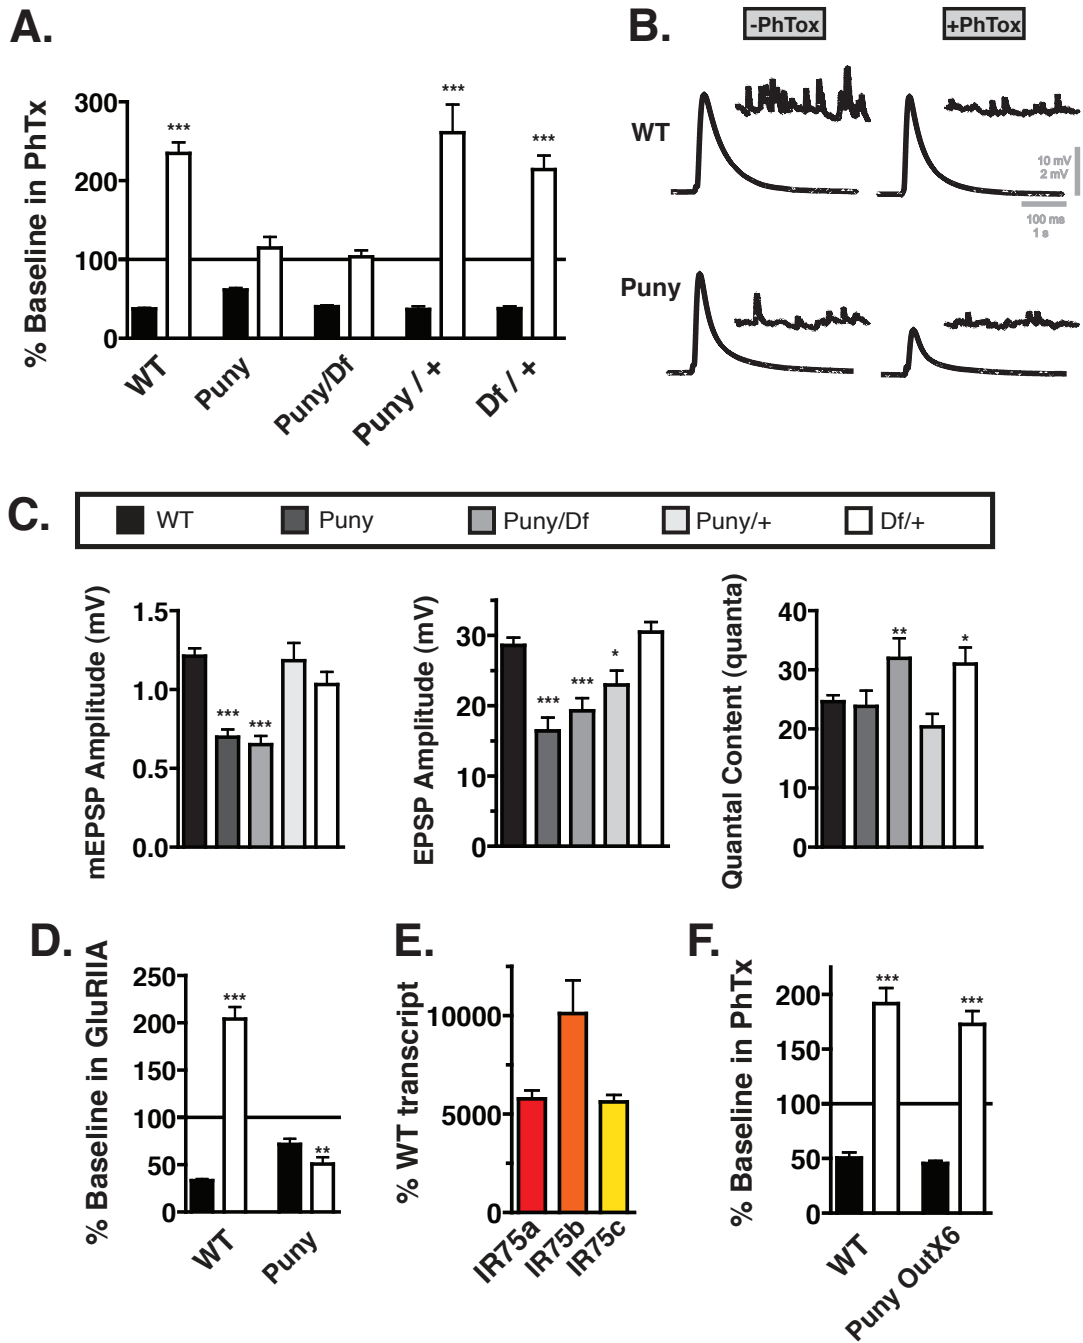 A.
% Baseline in PhTx
300
200
100
0
***
***
***
WT
Puny
Puny/Df
Puny / +
Df / +
B.
-PhTox
+PhTox
WT
10 mV
2 mV
100 ms
1 s
Puny
C.
WT
Puny
Puny/Df
Puny/+
Df/+
mEPSP Amplitude (mV)
1.5
1.0
0.5
0.0
***
***
EPSP Amplitude (mV)
30
20
10
0
***
***
*
Quantal Content (quanta)
40
30
20
10
0
**
*
D.
% Baseline in GluRIIA
250
200
150
100
50
0
***
**
WT
Puny
E.
% WT transcript
10000
5000
0
IR75a
IR75b
IR75c
F.
% Baseline in PhTx
200
150
100
50
0
***
***
WT
Puny OutX6